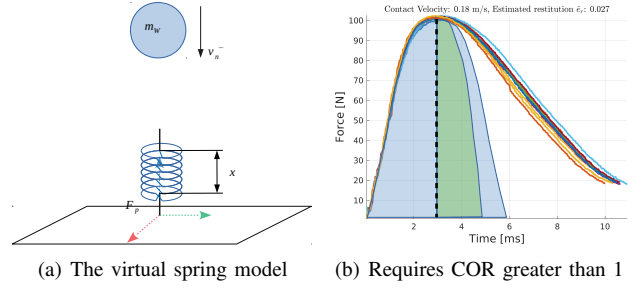 m_w
v_n^-
x
F_p
(a) The virtual spring model
Contact Velocity: 0.18 m/s, Estimated restitution ē_r: 0.027
Force [N]
100
90
80
70
60
50
40
30
20
10
2 4 6 8 10
Time [ms]
(b) Requires COR greater than 1